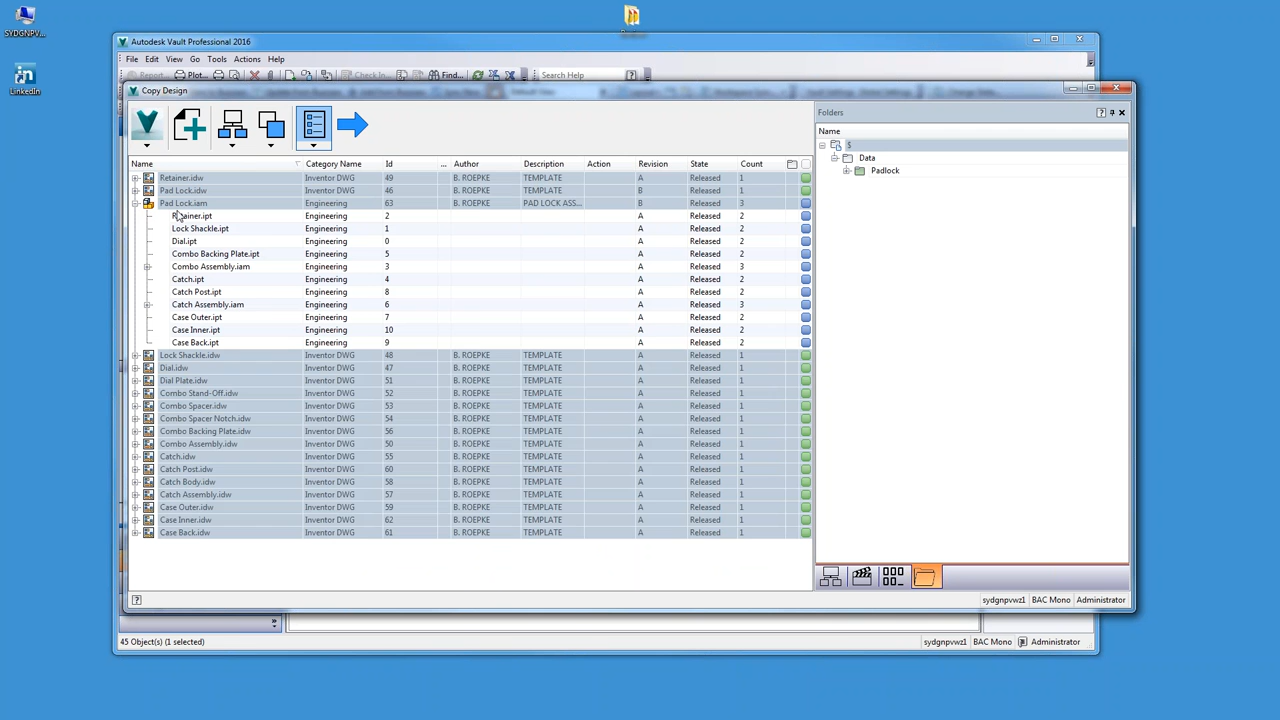 SYDGNPV...
LinkedIn
Autodesk Vault Professional 2016
File Edit View Go Tools Actions Help
Report... Plot... Check In... Find... Search Help
Copy Design
Name Category Name Id ... Author Description Action Revision State Count
Retainer.idw Inventor DWG 49 B. ROEPKE TEMPLATE A Released 1
Pad Lock.idw Inventor DWG 46 B. ROEPKE TEMPLATE B Released 1
Pad Lock.iam Engineering 63 B. ROEPKE PAD LOCK ASS... B Released 3
Retainer.ipt Engineering 2 A Released 2
Lock Shackle.ipt Engineering 1 A Released 2
Dial.ipt Engineering 0 A Released 2
Combo Backing Plate.ipt Engineering 5 A Released 2
Combo Assembly.iam Engineering 3 A Released 3
Catch.ipt Engineering 4 A Released 2
Catch Post.ipt Engineering 8 A Released 2
Catch Assembly.iam Engineering 6 A Released 3
Case Outer.ipt Engineering 7 A Released 2
Case Inner.ipt Engineering 10 A Released 2
Case Back.ipt Engineering 9 A Released 2
Lock Shackle.idw Inventor DWG 48 B. ROEPKE TEMPLATE A Released 1
Dial.idw Inventor DWG 47 B. ROEPKE TEMPLATE A Released 1
Dial Plate.idw Inventor DWG 51 B. ROEPKE TEMPLATE A Released 1
Combo Stand-Off.idw Inventor DWG 52 B. ROEPKE TEMPLATE A Released 1
Combo Spacer.idw Inventor DWG 53 B. ROEPKE TEMPLATE A Released 1
Combo Spacer Notch.idw Inventor DWG 54 B. ROEPKE TEMPLATE A Released 1
Combo Backing Plate.idw Inventor DWG 56 B. ROEPKE TEMPLATE A Released 1
Combo Assembly.idw Inventor DWG 50 B. ROEPKE TEMPLATE A Released 1
Catch.idw Inventor DWG 55 B. ROEPKE TEMPLATE A Released 1
Catch Post.idw Inventor DWG 60 B. ROEPKE TEMPLATE A Released 1
Catch Body.idw Inventor DWG 58 B. ROEPKE TEMPLATE A Released 1
Catch Assembly.idw Inventor DWG 57 B. ROEPKE TEMPLATE A Released 1
Case Outer.idw Inventor DWG 59 B. ROEPKE TEMPLATE A Released 1
Case Inner.idw Inventor DWG 62 B. ROEPKE TEMPLATE A Released 1
Case Back.idw Inventor DWG 61 B. ROEPKE TEMPLATE A Released 1
Folders
Name
$
Data
Padlock
sydgnpvwz1 BAC Mono Administrator
45 Object(s) (1 selected) sydgnpvwz1 BAC Mono Administrator